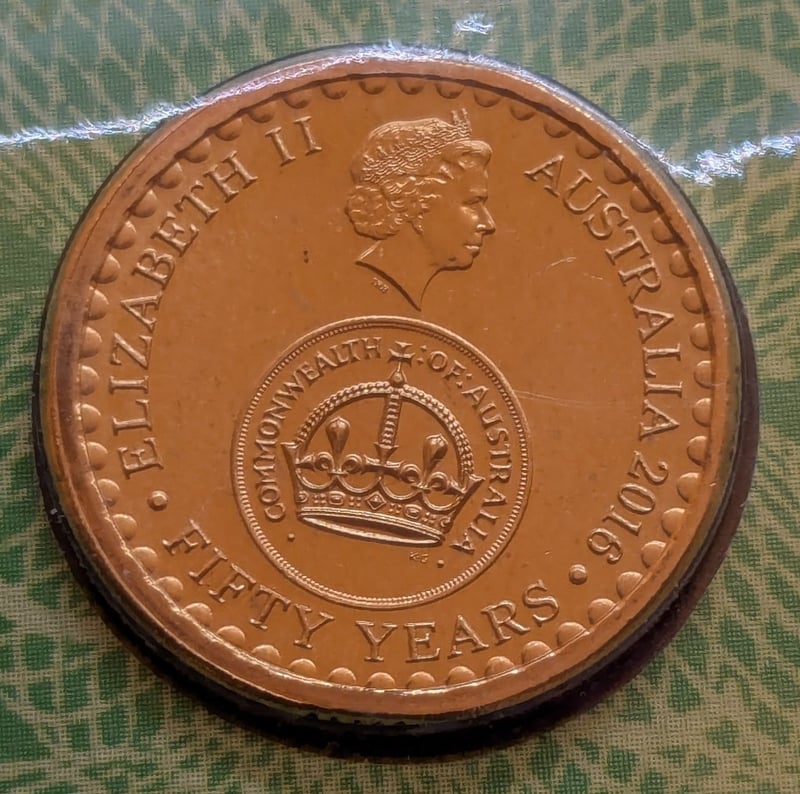 ELIZABETH II
AUSTRALIA 2016
COMMONWEALTH OF AUSTRALIA
FIFTY YEARS